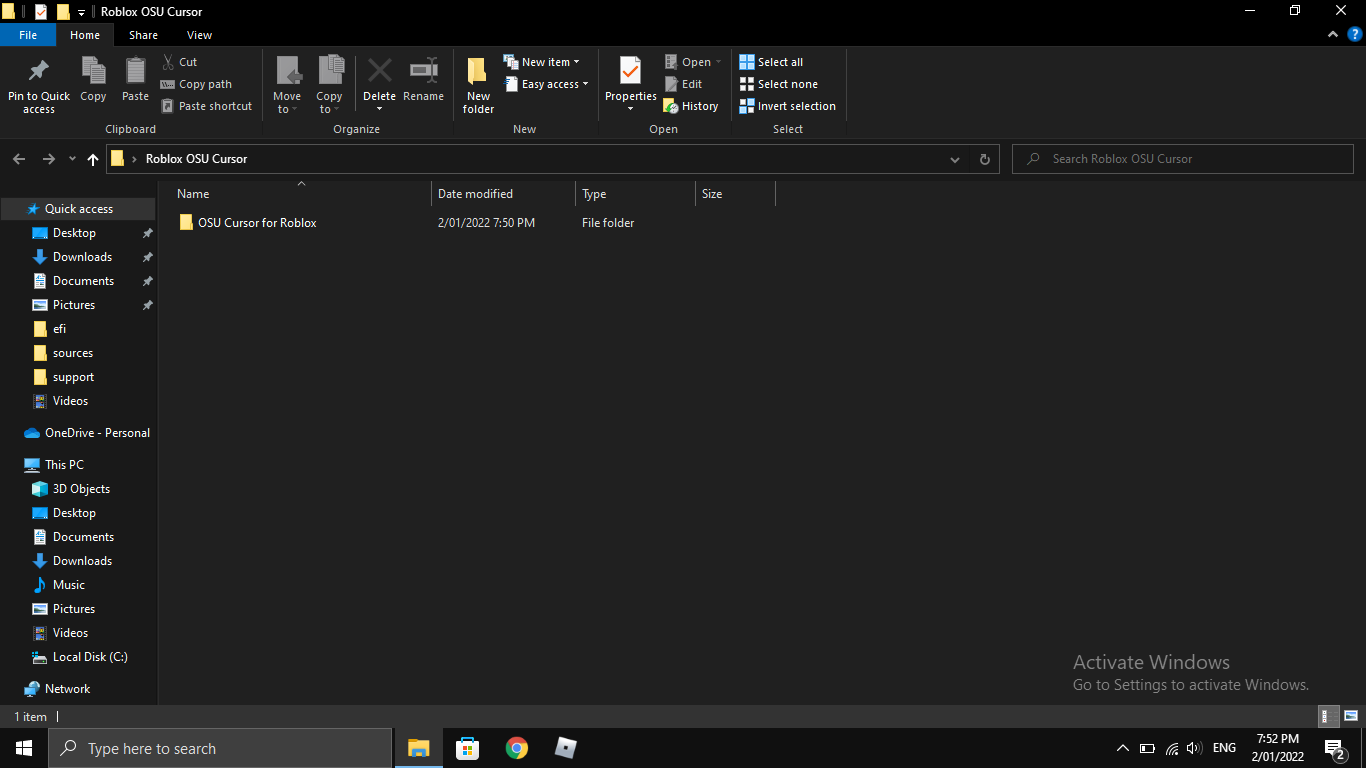 Roblox OSU Cursor
File Home Share View
Pin to Quick access
Copy
Paste
Cut
Copy path
Paste shortcut
Clipboard
Move to
Copy to
Delete
Rename
Organize
New folder
New item
Easy access
New
Properties
Open
Edit
History
Open
Select all
Select none
Invert selection
Select
Roblox OSU Cursor
Search Roblox OSU Cursor
Name Date modified Type Size
OSU Cursor for Roblox 2/01/2022 7:50 PM File folder
Quick access
Desktop
Downloads
Documents
Pictures
efi
sources
support
Videos
OneDrive - Personal
This PC
3D Objects
Desktop
Documents
Downloads
Music
Pictures
Videos
Local Disk (C:)
Network
Activate Windows
Go to Settings to activate Windows.
1 item
Type here to search
ENG
7:52 PM
2/01/2022
2